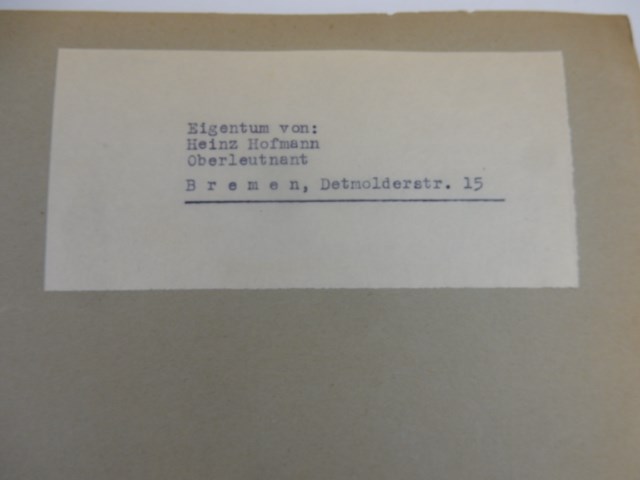 Eigentum von:
Heinz Hofmann
Oberleutnant
B r e m e n, Detmolderstr. 15